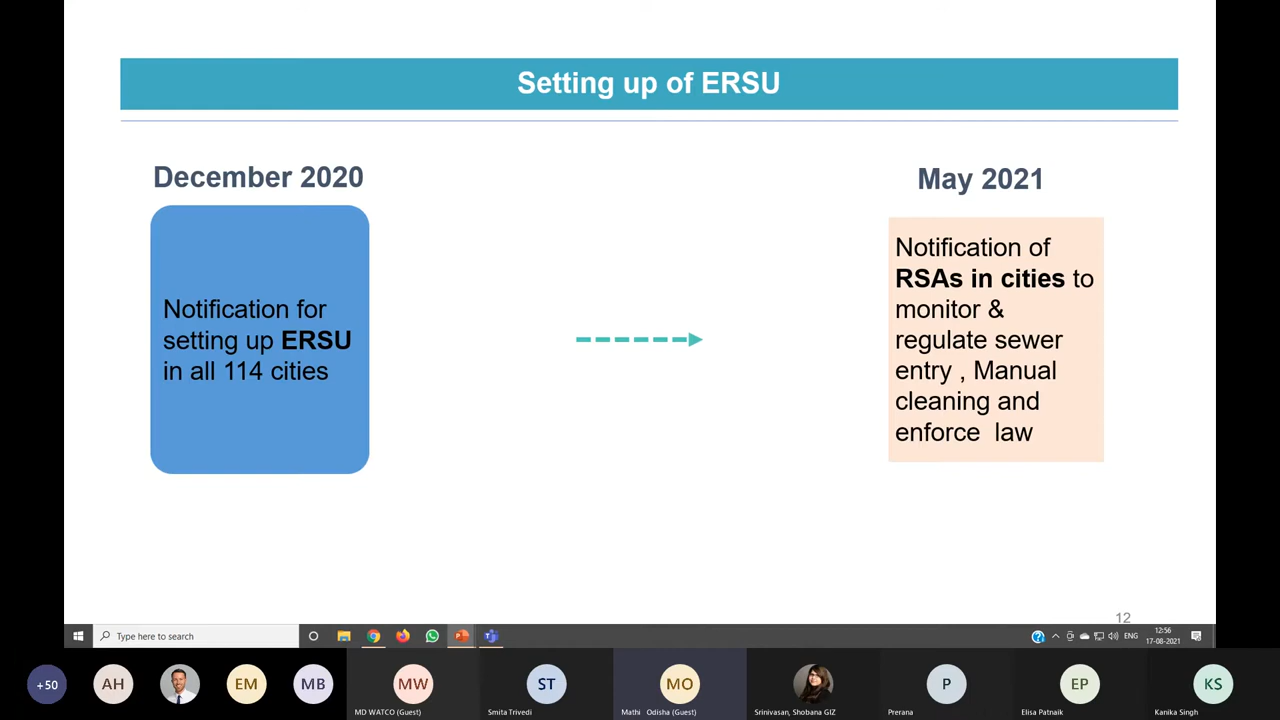 Setting up of ERSU
December 2020
Notification for
setting up ERSU
in all 114 cities
May 2021
Notification of
RSAs in cities to
monitor &
regulate sewer
entry , Manual
cleaning and
enforce law
12
Type here to search
ENG
12:56
17-08-2021
+50
AH
EM
MB
MW
MD WATCO (Guest)
ST
Smita Trivedi
MO
Mathi Odisha (Guest)
Srinivasan, Shobana GIZ
P
Prerana
EP
Elisa Patnaik
KS
Kanika Singh